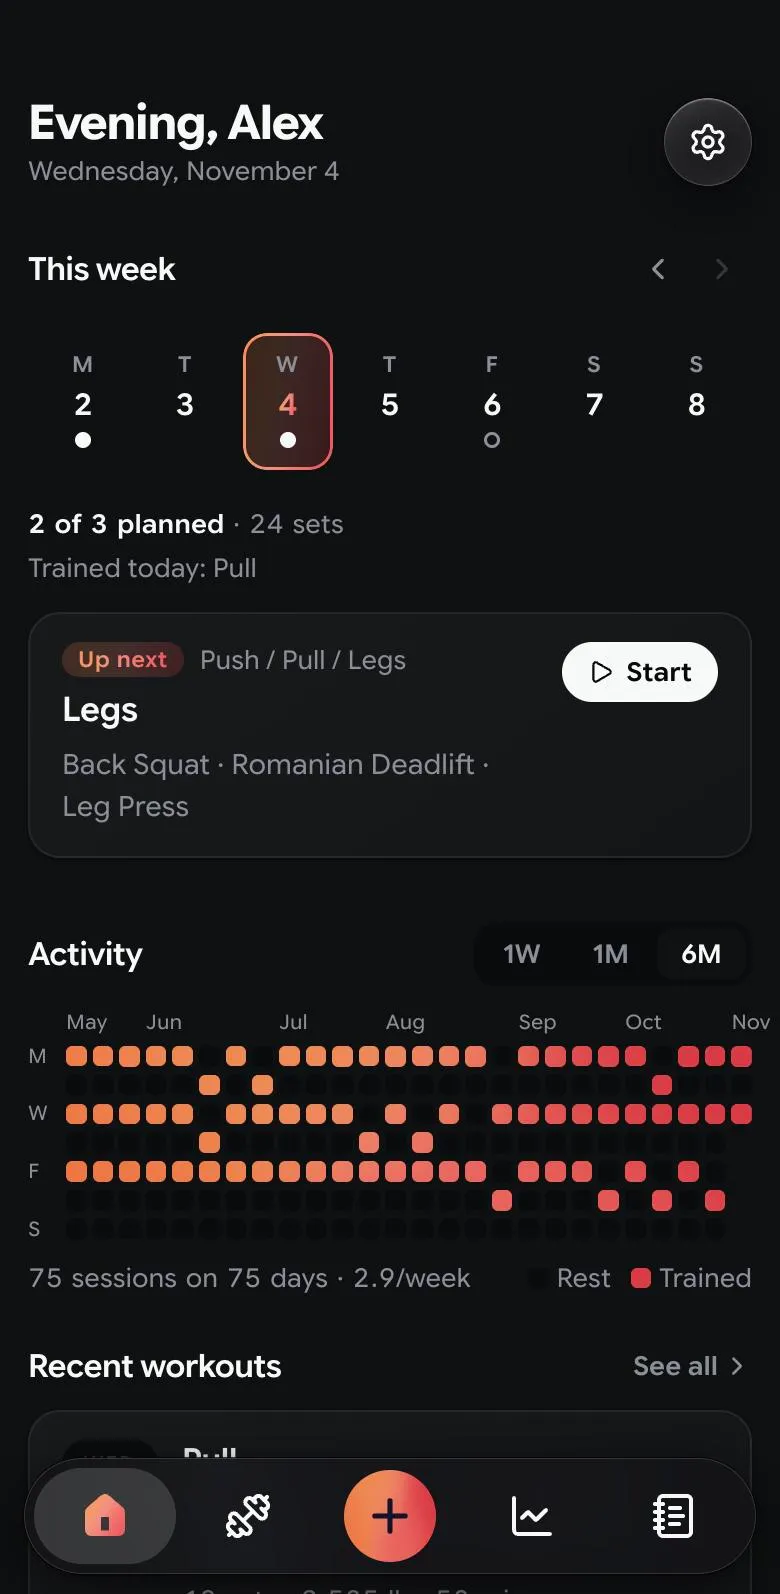 Evening, Alex
Wednesday, November 4
This week
M T W T F S S
2 3 4 5 6 7 8
2 of 3 planned · 24 sets
Trained today: Pull
Up next Push / Pull / Legs
Start
Legs
Back Squat · Romanian Deadlift ·
Leg Press
Activity
1W 1M 6M
May Jun Jul Aug Sep Oct Nov
M
W
F
S
75 sessions on 75 days · 2.9/week
Rest Trained
Recent workouts
See all
Pull